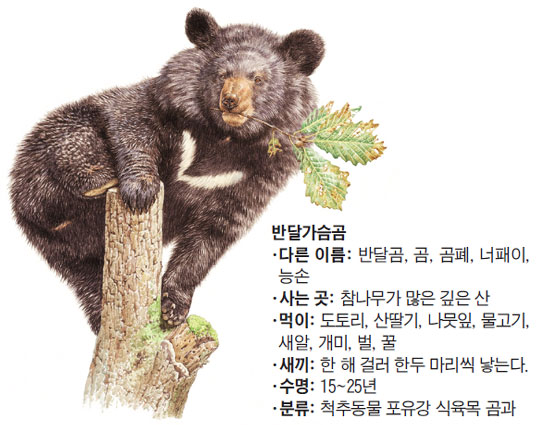 반달가슴곰
·다른 이름: 반달곰, 곰, 곰폐, 너패이,
능손
·사는 곳: 참나무가 많은 깊은 산
·먹이: 도토리, 산딸기, 나뭇잎, 물고기,
새알, 개미, 벌, 꿀
·새끼: 한 해 걸러 한두 마리씩 낳는다.
·수명: 15~25년
·분류: 척추동물 포유강 식육목 곰과